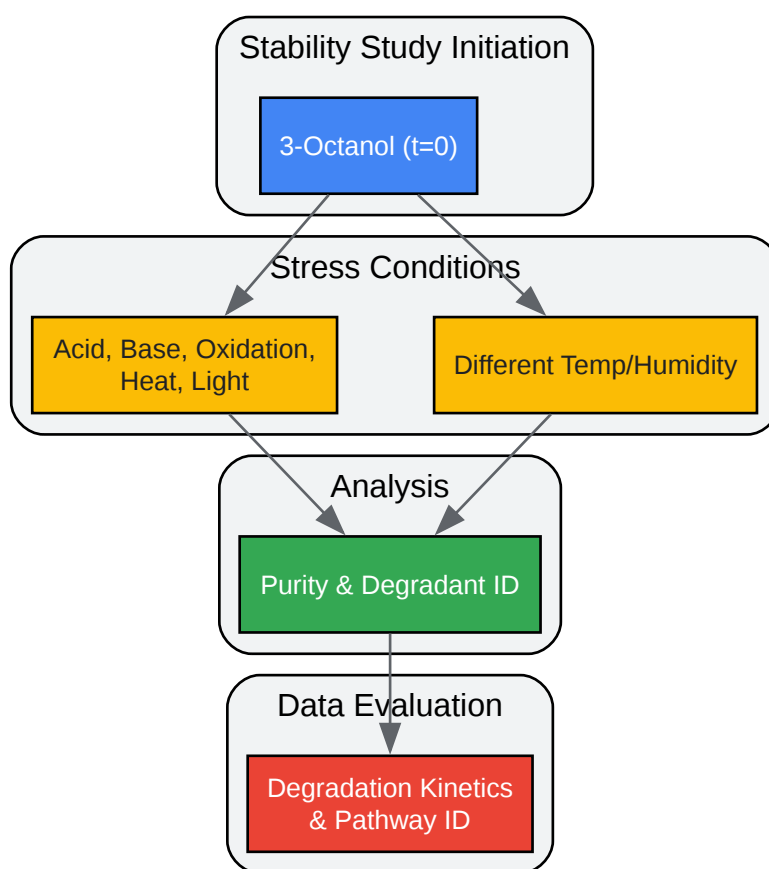 Stability Study Initiation
3-Octanol (t=0)
Stress Conditions
Acid, Base, Oxidation,
Heat, Light
Different Temp/Humidity
Analysis
Purity & Degradant ID
Data Evaluation
Degradation Kinetics
& Pathway ID